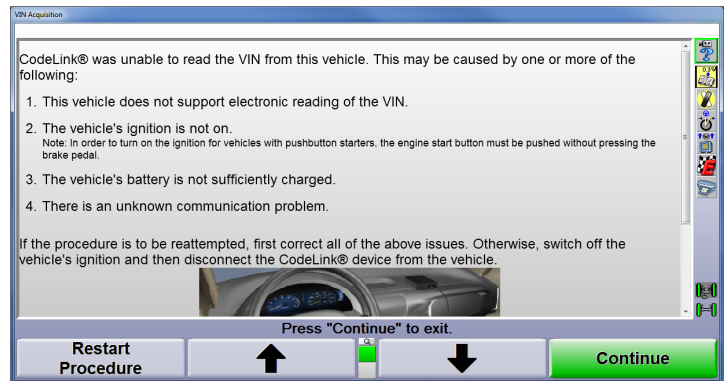 VIN Acquisition
CodeLink® was unable to read the VIN from this vehicle. This may be caused by one or more of the
following:
1. This vehicle does not support electronic reading of the VIN.
2. The vehicle's ignition is not on.
Note: In order to turn on the ignition for vehicles with pushbutton starters, the engine start button must be pushed without pressing the
brake pedal.
3. The vehicle's battery is not sufficiently charged.
4. There is an unknown communication problem.
If the procedure is to be reattempted, first correct all of the above issues. Otherwise, switch off the
vehicle's ignition and then disconnect the CodeLink® device from the vehicle.
Press "Continue" to exit.
Restart
Procedure
Continue